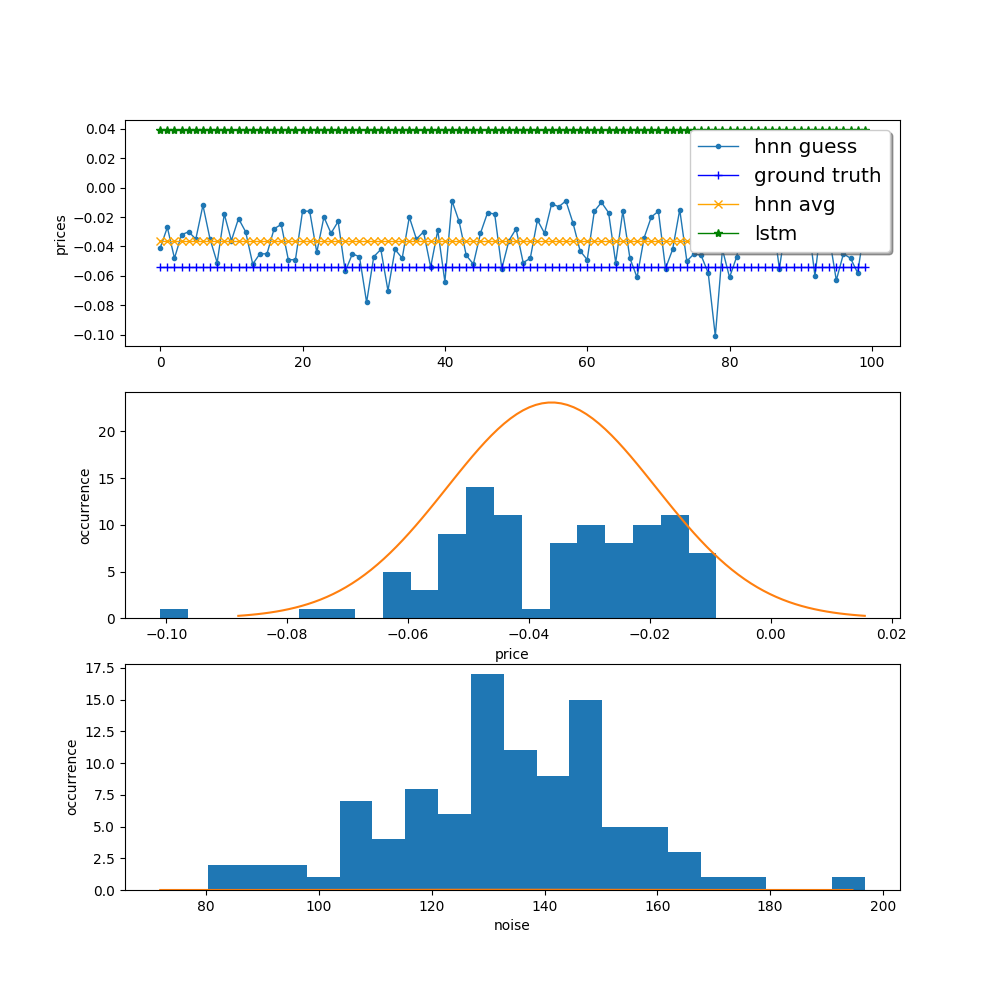 0.04
0.02
0.00
−0.02
−0.04
−0.06
−0.08
−0.10
prices
hnn guess
ground truth
hnn avg
lstm
0 20 40 60 80 100
20
15
10
5
0
occurrence
−0.10 −0.08 −0.06 −0.04 −0.02 0.00 0.02
price
17.5
15.0
12.5
10.0
7.5
5.0
2.5
0.0
occurrence
80 100 120 140 160 180 200
noise